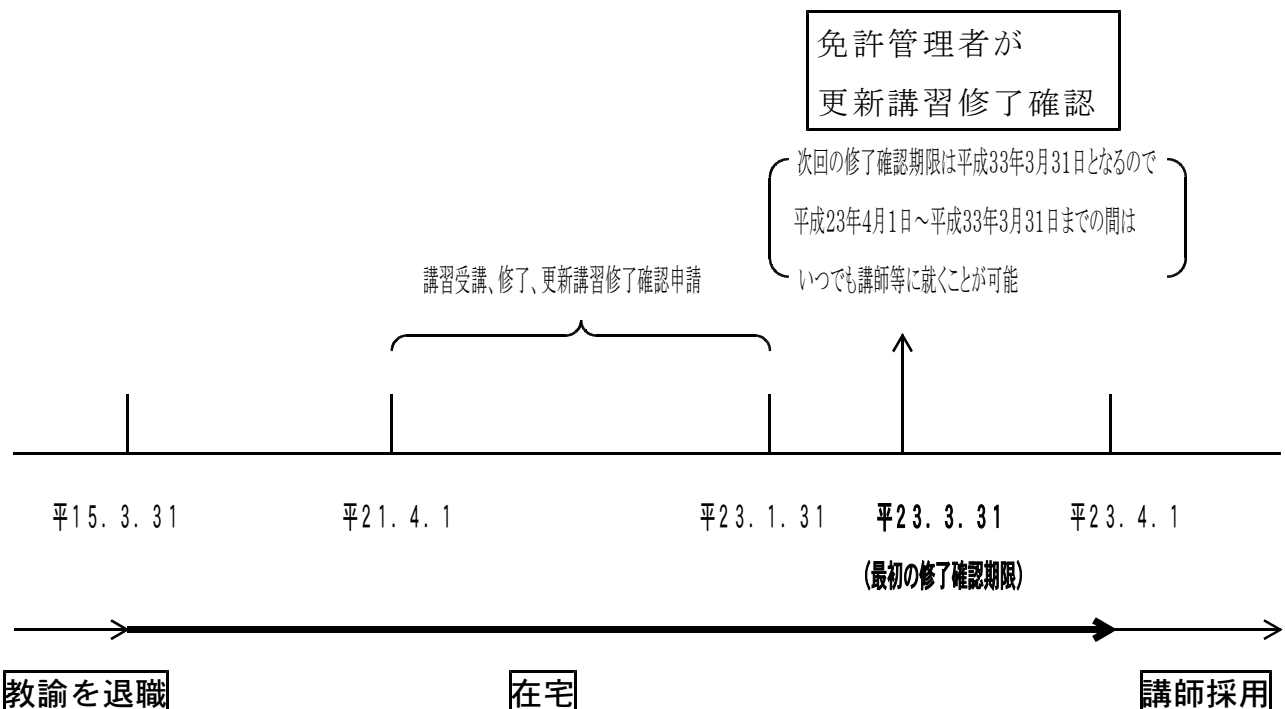 免許管理者が
更新講習修了確認
次回の修了確認期限は平成33年3月31日となるので
平成23年4月1日～平成33年3月31日までの間は
いつでも講師等に就くことが可能
講習受講、修了、更新講習修了確認申請
平15.3.31
平21.4.1
平23.1.31
平23.3.31
平23.4.1
(最初の修了確認期限)
教諭を退職
在宅
講師採用